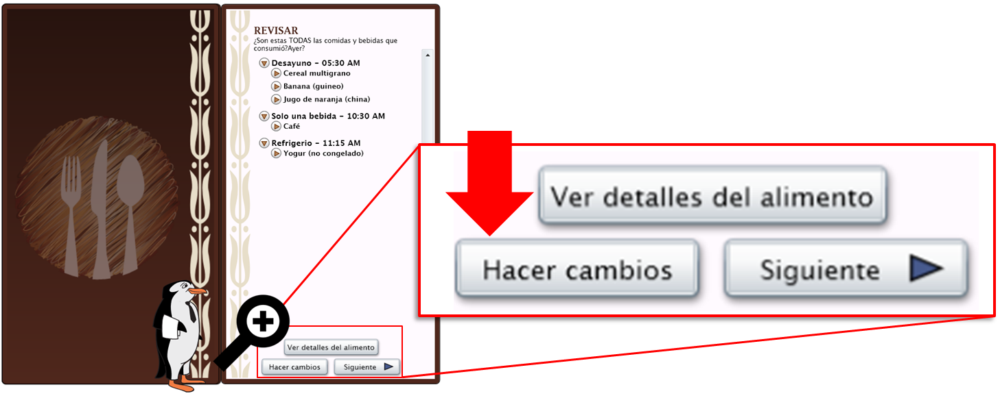 REVISAR
¿Son estas TODAS las comidas y bebidas que
consumió?Ayer?
Desayuno – 05:30 AM
Cereal multigrano
Banana (guineo)
Jugo de naranja (china)
Solo una bebida – 10:30 AM
Café
Refrigerio – 11:15 AM
Yogur (no congelado)
Ver detalles del alimento
Hacer cambios
Siguiente
Ver detalles del alimento
Hacer cambios
Siguiente